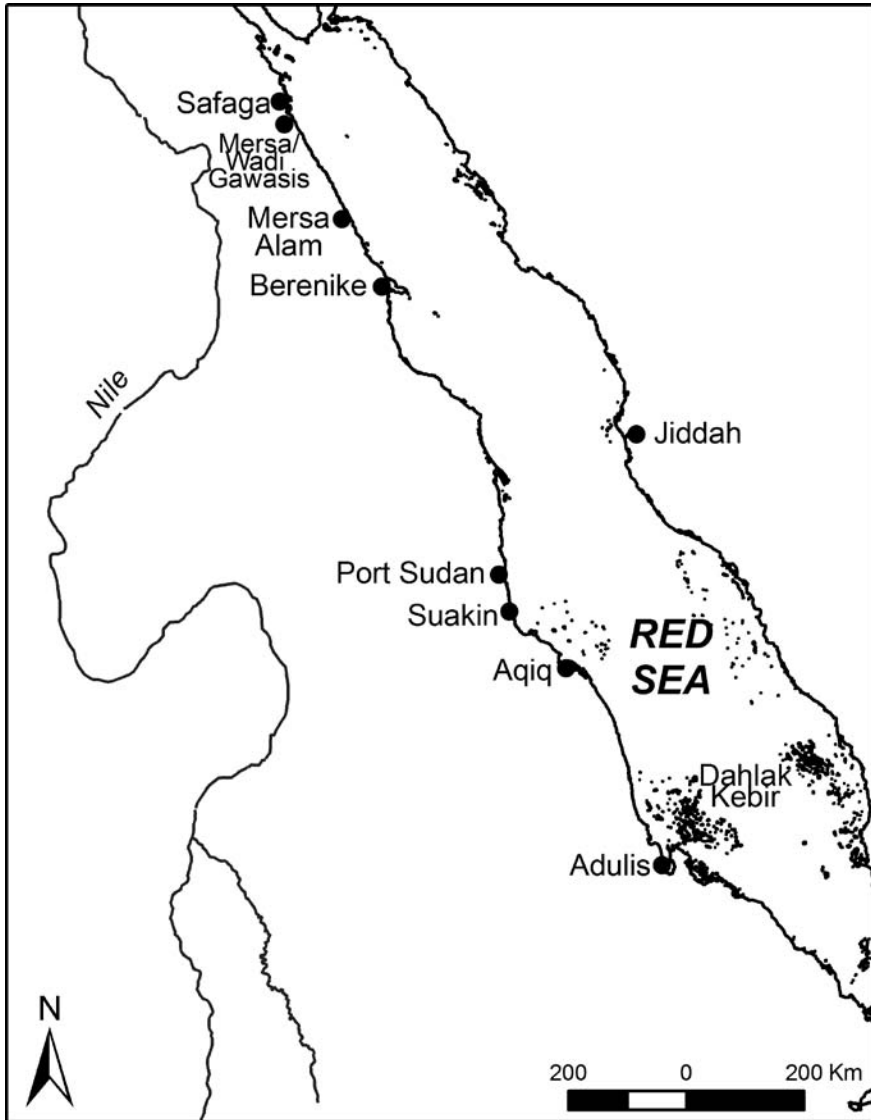 Safaga
Mersa/
Wadi
Gawasis
Mersa
Alam
Berenike
Nile
Jiddah
Port Sudan
Suakin
RED
SEA
Aqiq
Dahlak
Kebir
Adulis
N
200 0 200 Km